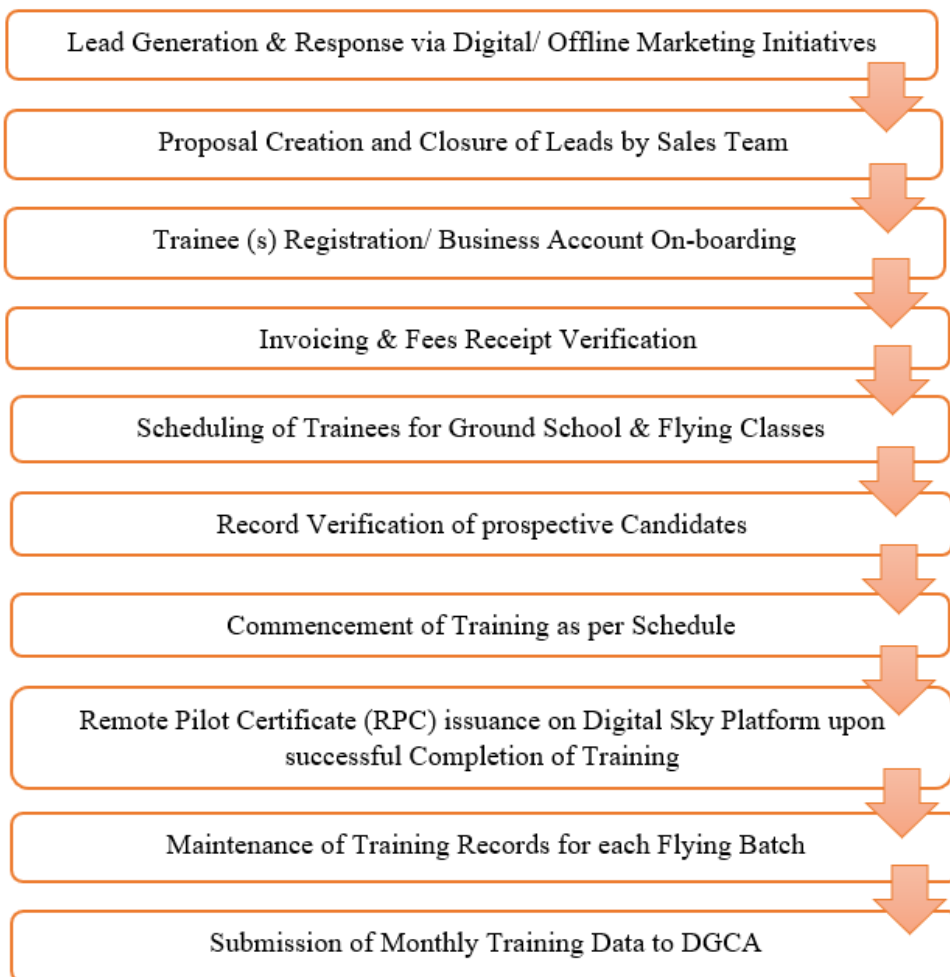 Lead Generation & Response via Digital/ Offline Marketing Initiatives
Proposal Creation and Closure of Leads by Sales Team
Trainee (s) Registration/ Business Account On-boarding
Invoicing & Fees Receipt Verification
Scheduling of Trainees for Ground School & Flying Classes
Record Verification of prospective Candidates
Commencement of Training as per Schedule
Remote Pilot Certificate (RPC) issuance on Digital Sky Platform upon
successful Completion of Training
Maintenance of Training Records for each Flying Batch
Submission of Monthly Training Data to DGCA